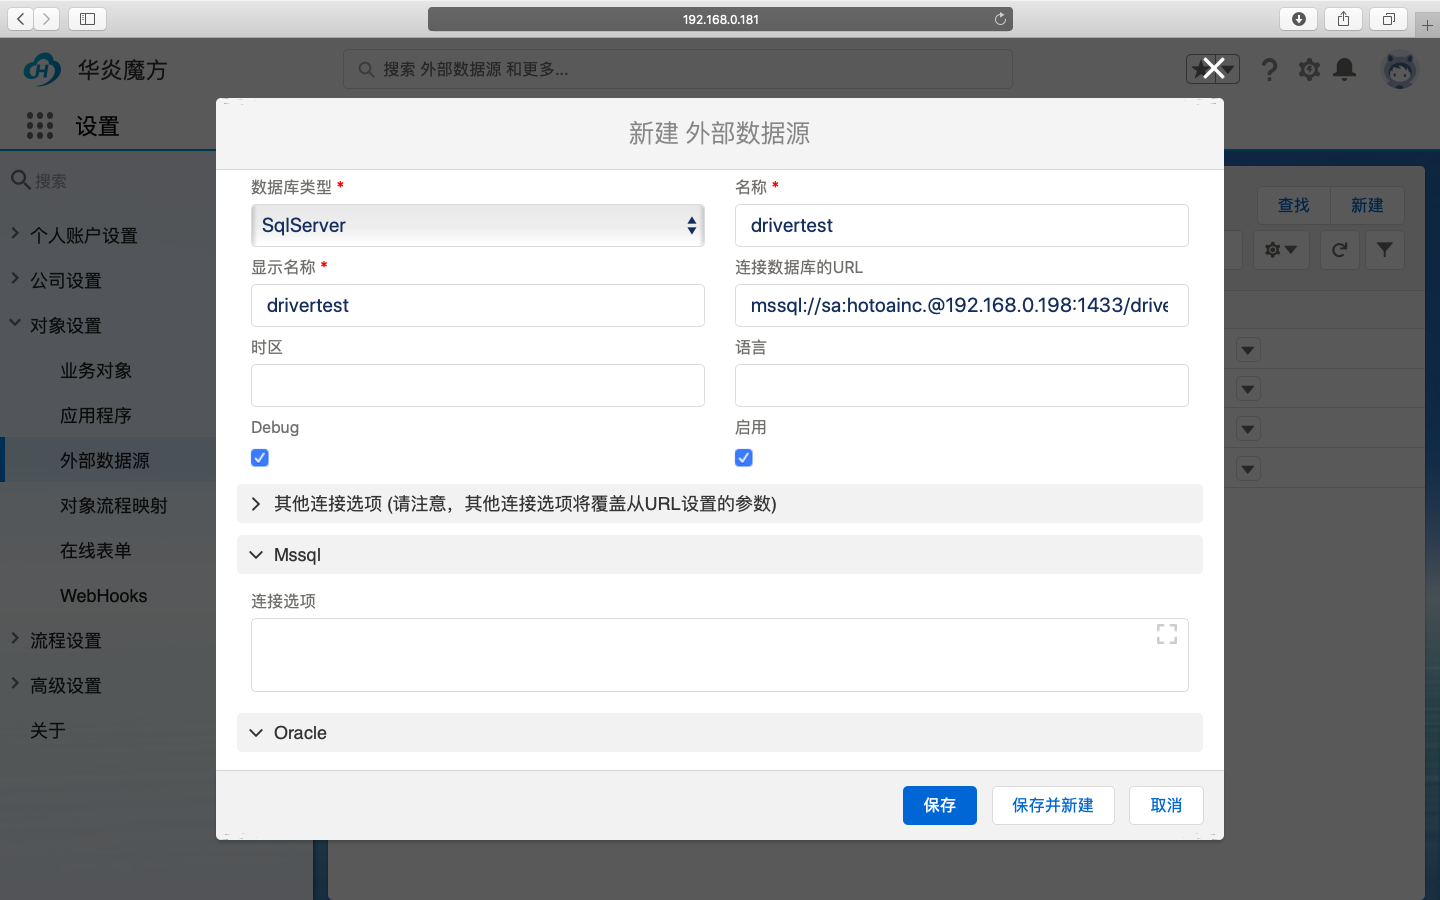 192.168.0.181
华炎魔方
搜索 外部数据源 和更多...
设置
新建 外部数据源
搜索
个人账户设置
公司设置
对象设置
业务对象
应用程序
外部数据源
对象流程映射
在线表单
WebHooks
流程设置
高级设置
关于
查找
新建
数据库类型 *
名称 *
SqlServer
drivertest
显示名称 *
连接数据库的URL
drivertest
mssql://sa:hotoainc.@192.168.0.198:1433/drive
时区
语言
Debug
启用
其他连接选项 (请注意，其他连接选项将覆盖从URL设置的参数)
Mssql
连接选项
Oracle
保存
保存并新建
取消